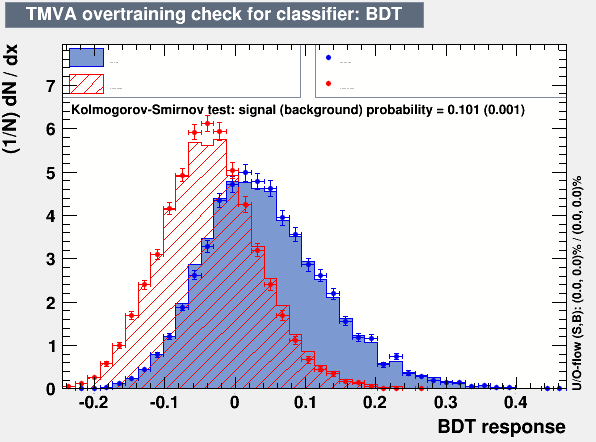 TMVA overtraining check for classifier: BDT
(1/N) dN / dx
Kolmogorov-Smirnov test: signal (background) probability = 0.101 (0.001)
7
6
5
4
3
2
1
0
-0.2 -0.1 0 0.1 0.2 0.3 0.4
BDT response
U/O-flow (S,B): (0.0, 0.0)% / (0.0, 0.0)%